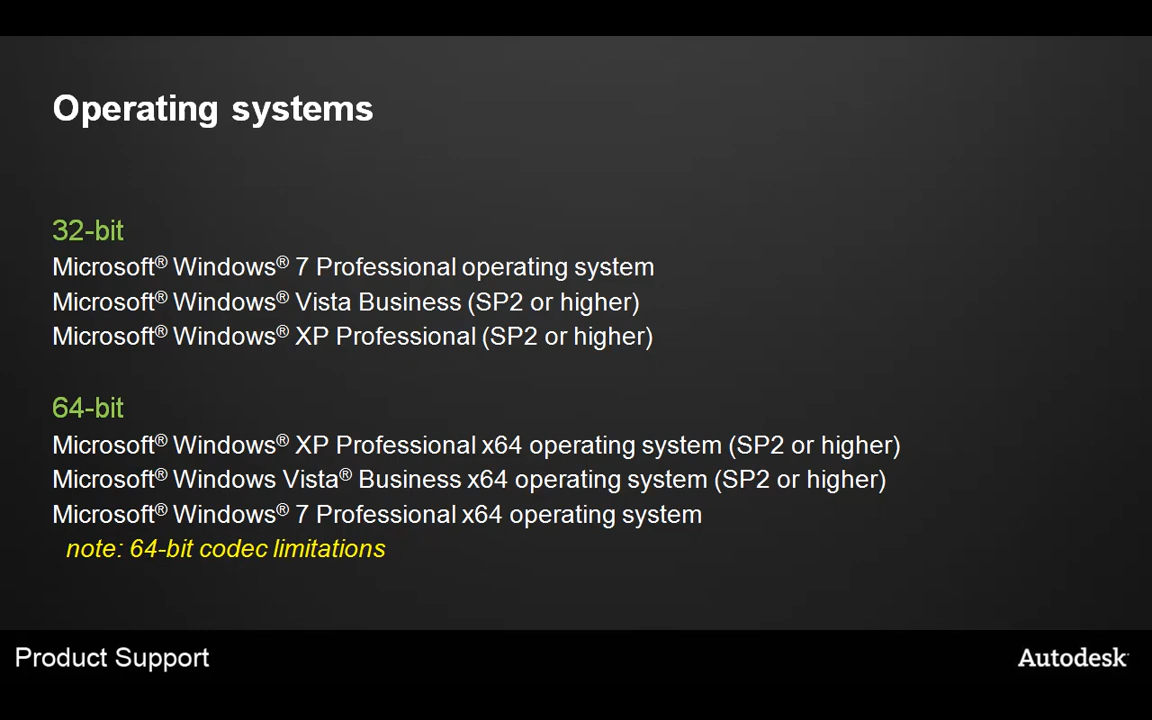 Operating systems
32-bit
Microsoft® Windows® 7 Professional operating system
Microsoft® Windows® Vista Business (SP2 or higher)
Microsoft® Windows® XP Professional (SP2 or higher)
64-bit
Microsoft® Windows® XP Professional x64 operating system (SP2 or higher)
Microsoft® Windows Vista® Business x64 operating system (SP2 or higher)
Microsoft® Windows® 7 Professional x64 operating system
note: 64-bit codec limitations
Product Support
Autodesk